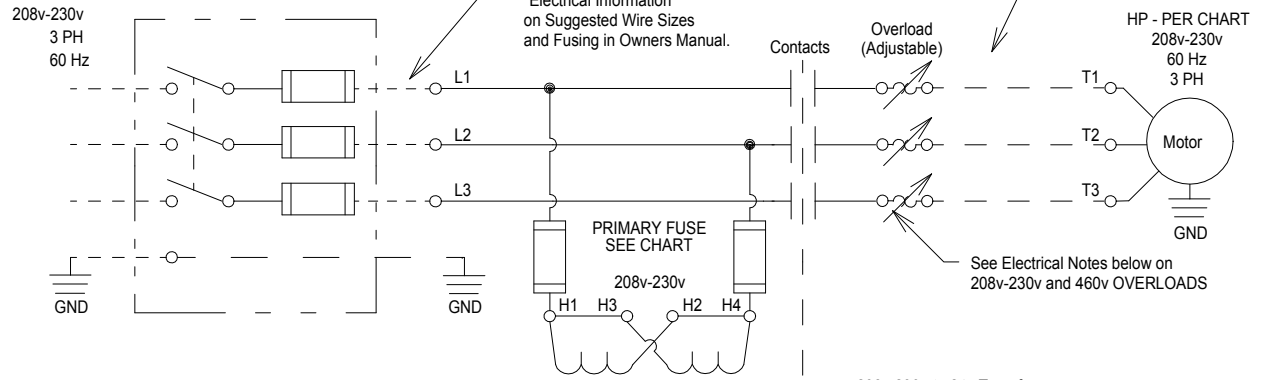 208v-230v
3 PH
60 Hz
Electrical Information
on Suggested Wire Sizes
and Fusing in Owners Manual.
Contacts
Overload
(Adjustable)
HP - PER CHART
208v-230v
60 Hz
3 PH
L1
T1
L2
T2
Motor
L3
T3
GND
PRIMARY FUSE
SEE CHART
208v-230v
See Electrical Notes below on
208v-230v and 460v OVERLOADS
GND
GND
H1 H3 H2 H4